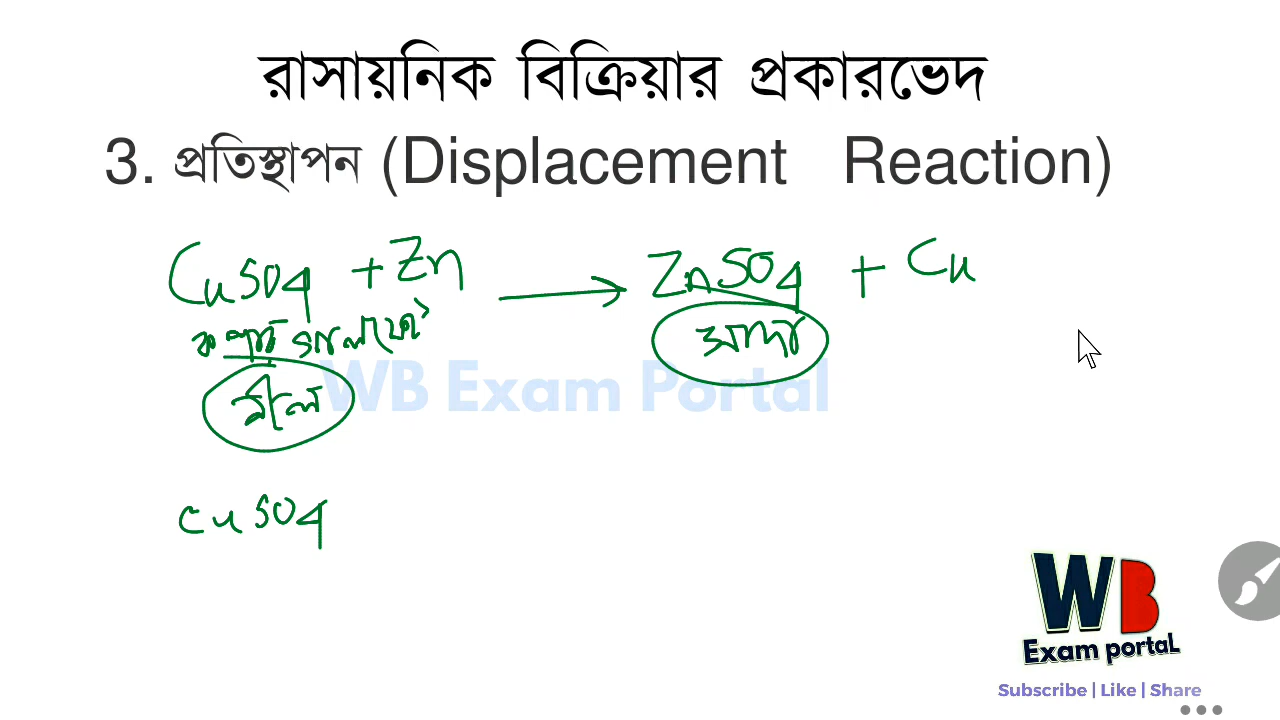 রাসায়নিক বিক্রিয়ার প্রকারভেদ
3. প্রতিস্থাপন (Displacement Reaction)
CuSO4 + Zn → ZnSO4 + Cu
কপার সালফেট
সাদা
নীল
WB Exam Portal
CuSO4
WB
Exam portaL
Subscribe | Like | Share